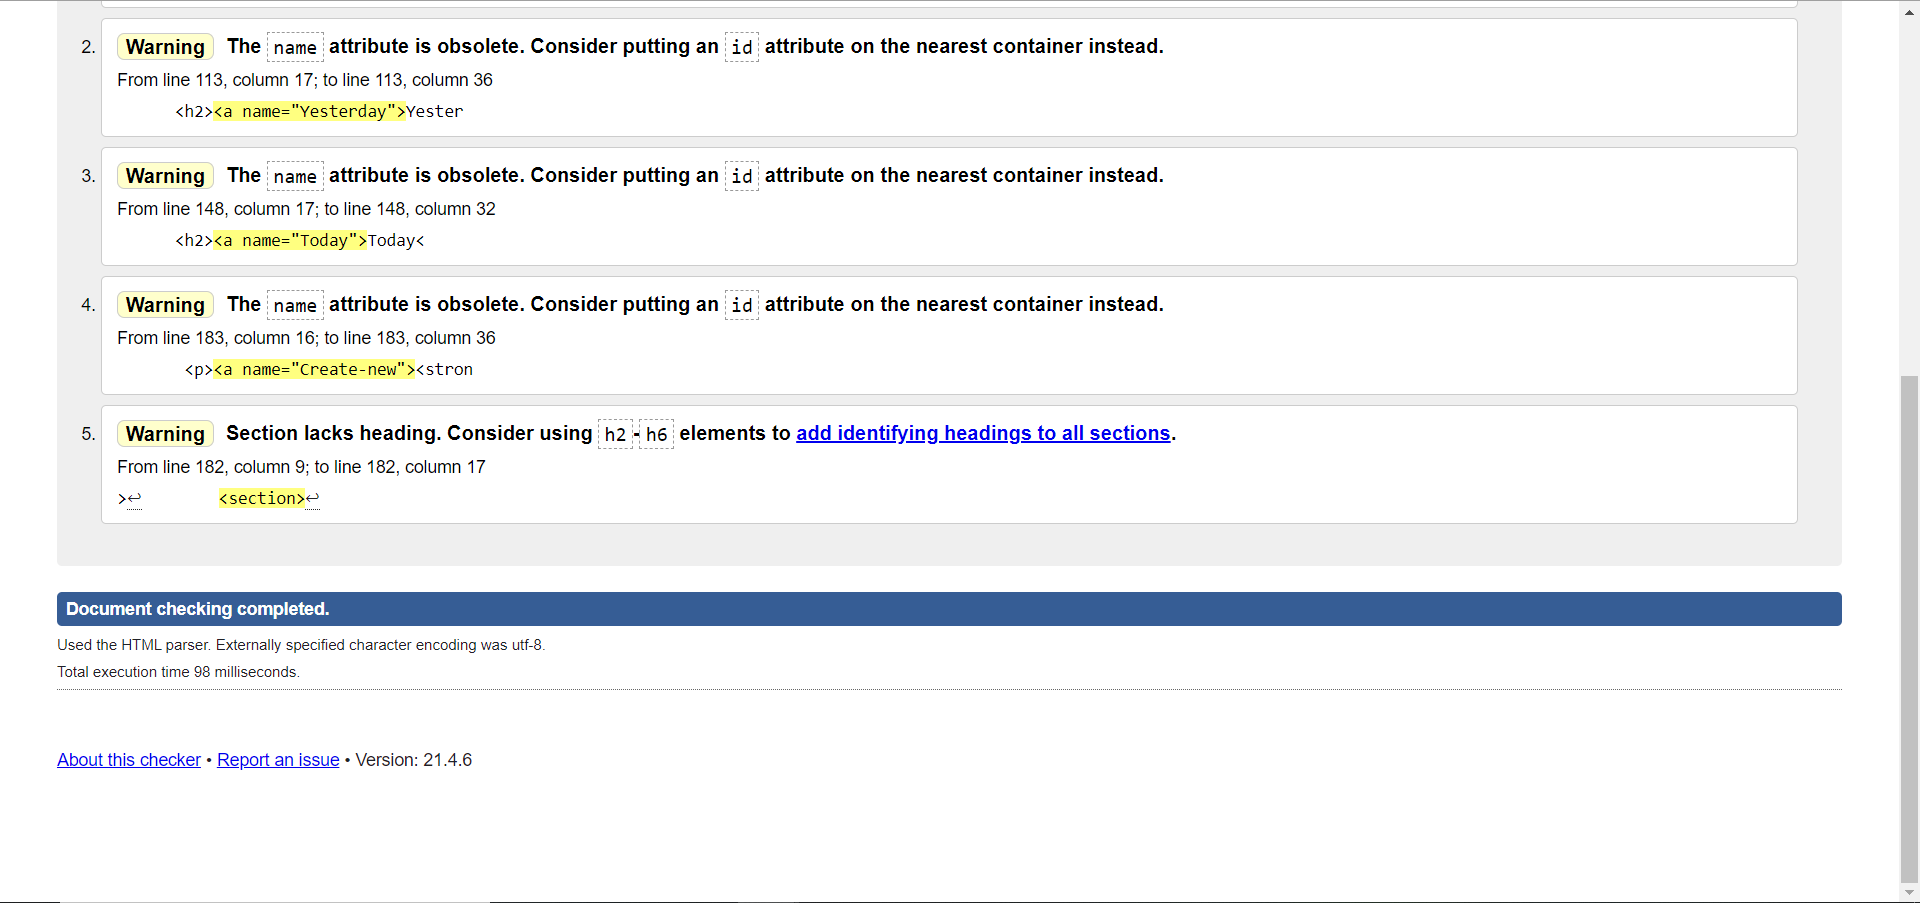 2. Warning The name attribute is obsolete. Consider putting an id attribute on the nearest container instead.
From line 113, column 17; to line 113, column 36
<h2><a name="Yesterday">Yester
3. Warning The name attribute is obsolete. Consider putting an id attribute on the nearest container instead.
From line 148, column 17; to line 148, column 32
<h2><a name="Today">Today<
4. Warning The name attribute is obsolete. Consider putting an id attribute on the nearest container instead.
From line 183, column 16; to line 183, column 36
<p><a name="Create-new"><stron
5. Warning Section lacks heading. Consider using h2-h6 elements to add identifying headings to all sections.
From line 182, column 9; to line 182, column 17
>↩ <section>↩
Document checking completed.
Used the HTML parser. Externally specified character encoding was utf-8.
Total execution time 98 milliseconds.
About this checker • Report an issue • Version: 21.4.6